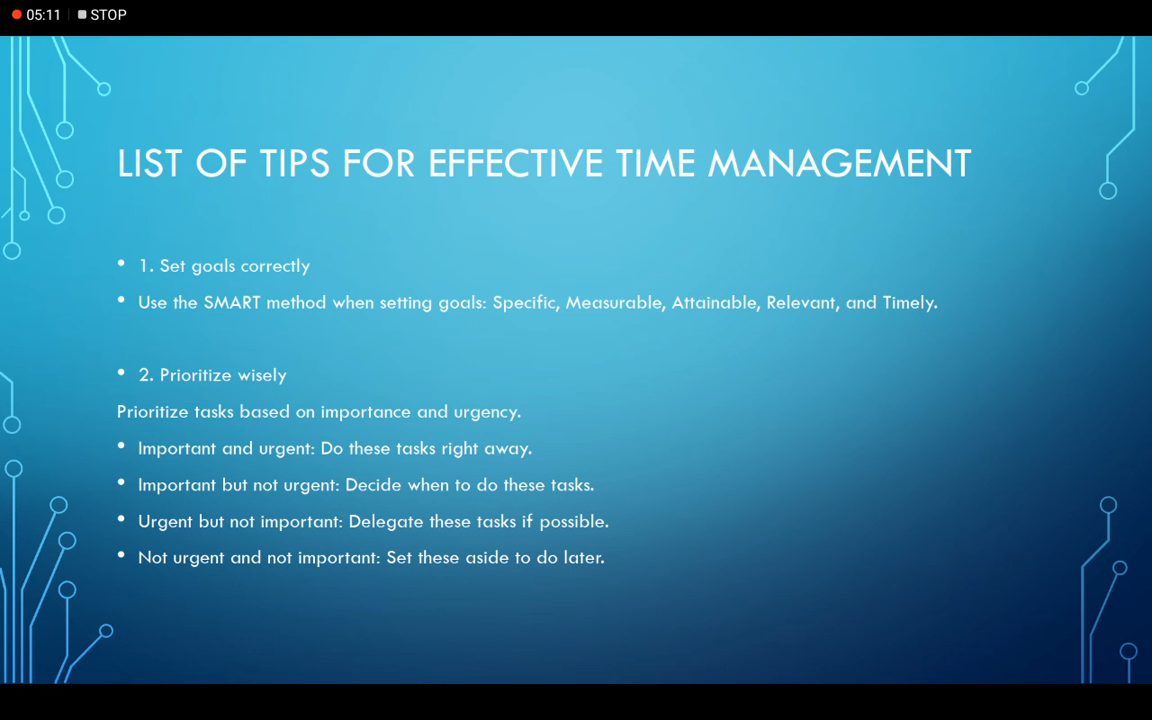 05:11 STOP
LIST OF TIPS FOR EFFECTIVE TIME MANAGEMENT
• 1. Set goals correctly
• Use the SMART method when setting goals: Specific, Measurable, Attainable, Relevant, and Timely.
• 2. Prioritize wisely
Prioritize tasks based on importance and urgency.
• Important and urgent: Do these tasks right away.
• Important but not urgent: Decide when to do these tasks.
• Urgent but not important: Delegate these tasks if possible.
• Not urgent and not important: Set these aside to do later.